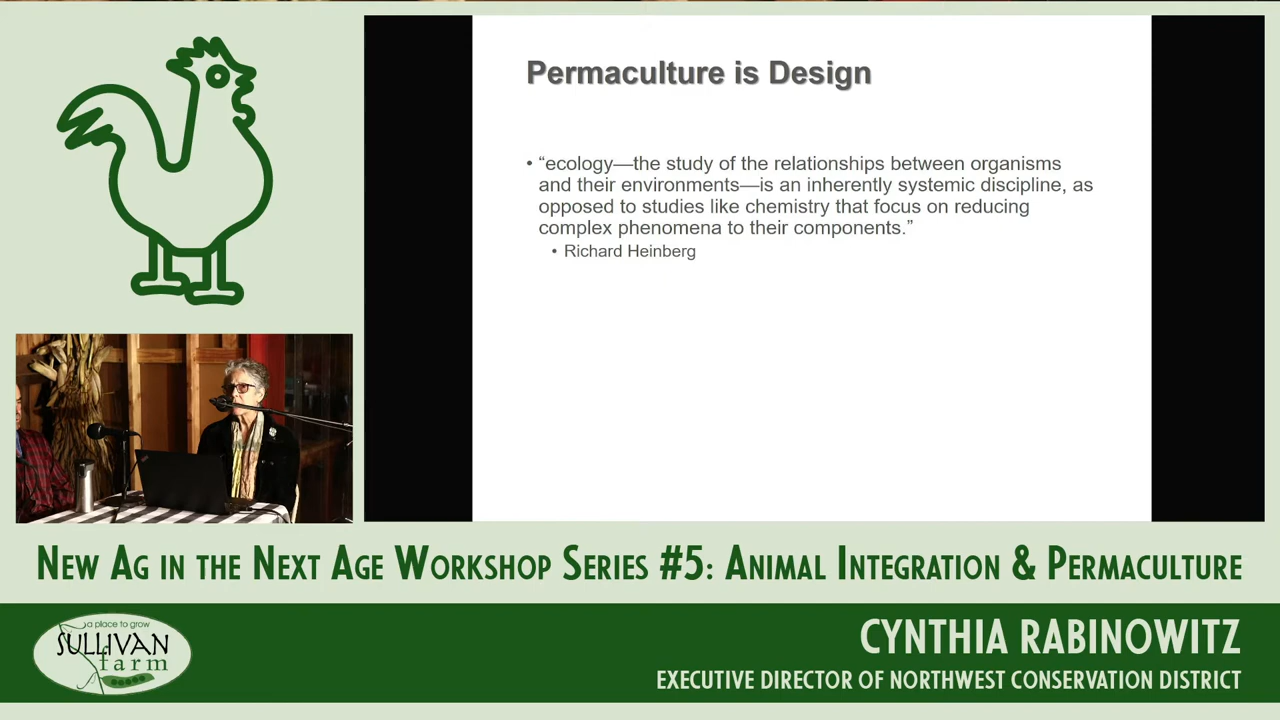 Permaculture is Design
• “ecology—the study of the relationships between organisms
and their environments—is an inherently systemic discipline, as
opposed to studies like chemistry that focus on reducing
complex phenomena to their components.”
• Richard Heinberg
New Ag in the Next Age Workshop Series #5: Animal Integration & Permaculture
a place to grow
SULLIVAN
farm
CYNTHIA RABINOWITZ
EXECUTIVE DIRECTOR OF NORTHWEST CONSERVATION DISTRICT